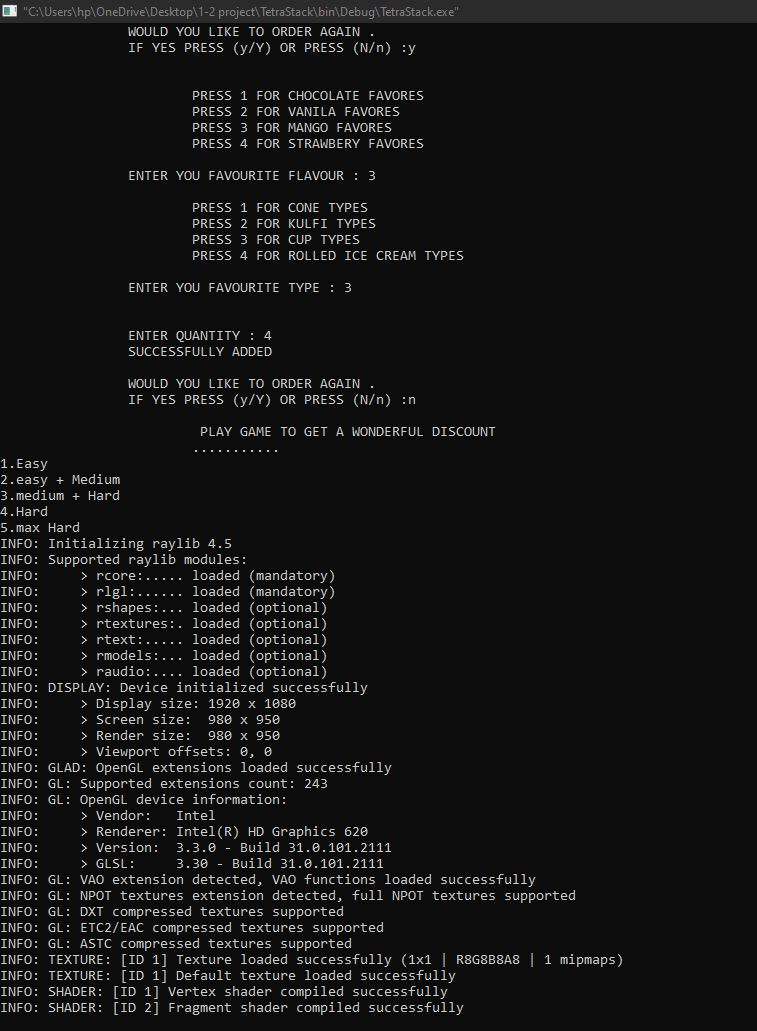 "C:\Users\hp\OneDrive\Desktop\1-2 project\TetraStack\bin\Debug\TetraStack.exe"
WOULD YOU LIKE TO ORDER AGAIN .
IF YES PRESS (y/Y) OR PRESS (N/n) :y
PRESS 1 FOR CHOCOLATE FAVORES
PRESS 2 FOR VANILA FAVORES
PRESS 3 FOR MANGO FAVORES
PRESS 4 FOR STRAWBERY FAVORES
ENTER YOU FAVOURITE FLAVOUR : 3
PRESS 1 FOR CONE TYPES
PRESS 2 FOR KULFI TYPES
PRESS 3 FOR CUP TYPES
PRESS 4 FOR ROLLED ICE CREAM TYPES
ENTER YOU FAVOURITE TYPE : 3
ENTER QUANTITY : 4
SUCCESSFULLY ADDED
WOULD YOU LIKE TO ORDER AGAIN .
IF YES PRESS (y/Y) OR PRESS (N/n) :n
PLAY GAME TO GET A WONDERFUL DISCOUNT
...........
1.Easy
2.easy + Medium
3.medium + Hard
4.Hard
5.max Hard
INFO: Initializing raylib 4.5
INFO: Supported raylib modules:
INFO:     > rcore:..... loaded (mandatory)
INFO:     > rlgl:...... loaded (mandatory)
INFO:     > rshapes:... loaded (optional)
INFO:     > rtextures:. loaded (optional)
INFO:     > rtext:..... loaded (optional)
INFO:     > rmodels:... loaded (optional)
INFO:     > raudio:.... loaded (optional)
INFO: DISPLAY: Device initialized successfully
INFO:     > Display size: 1920 x 1080
INFO:     > Screen size:  980 x 950
INFO:     > Render size:  980 x 950
INFO:     > Viewport offsets: 0, 0
INFO: GLAD: OpenGL extensions loaded successfully
INFO: GL: Supported extensions count: 243
INFO: GL: OpenGL device information:
INFO:     > Vendor:   Intel
INFO:     > Renderer: Intel(R) HD Graphics 620
INFO:     > Version:  3.3.0 - Build 31.0.101.2111
INFO:     > GLSL:     3.30 - Build 31.0.101.2111
INFO: GL: VAO extension detected, VAO functions loaded successfully
INFO: GL: NPOT textures extension detected, full NPOT textures supported
INFO: GL: DXT compressed textures supported
INFO: GL: ETC2/EAC compressed textures supported
INFO: GL: ASTC compressed textures supported
INFO: TEXTURE: [ID 1] Texture loaded successfully (1x1 | R8G8B8A8 | 1 mipmaps)
INFO: TEXTURE: [ID 1] Default texture loaded successfully
INFO: SHADER: [ID 1] Vertex shader compiled successfully
INFO: SHADER: [ID 2] Fragment shader compiled successfully